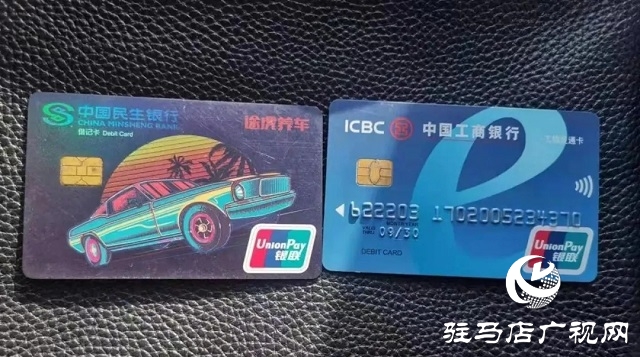 中国民生银行
CHINA MINSHENG BANK
借记卡 Debit Card
途虎养车
UnionPay
银联
ICBC 中国工商银行
622203 1702005234370
09/30
DEBIT CARD
UnionPay
银联
驻马店广视网